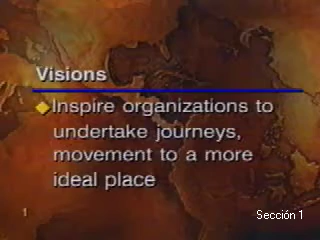 Visions
Inspire organizations to
undertake journeys,
movement to a more
ideal place
1
Sección 1